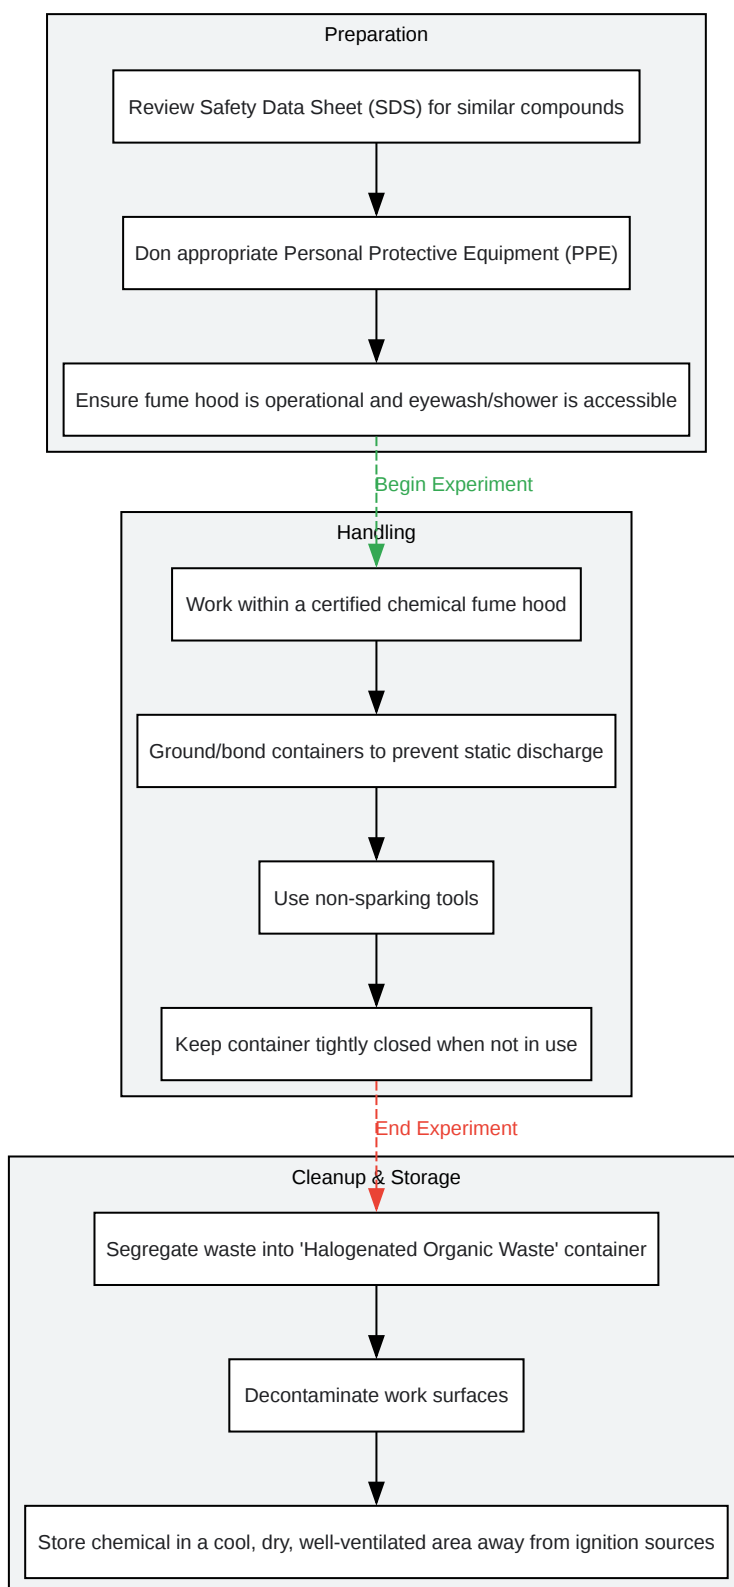 Preparation
Review Safety Data Sheet (SDS) for similar compounds
Don appropriate Personal Protective Equipment (PPE)
Ensure fume hood is operational and eyewash/shower is accessible
Begin Experiment
Handling
Work within a certified chemical fume hood
Ground/bond containers to prevent static discharge
Use non-sparking tools
Keep container tightly closed when not in use
End Experiment
Cleanup & Storage
Segregate waste into 'Halogenated Organic Waste' container
Decontaminate work surfaces
Store chemical in a cool, dry, well-ventilated area away from ignition sources